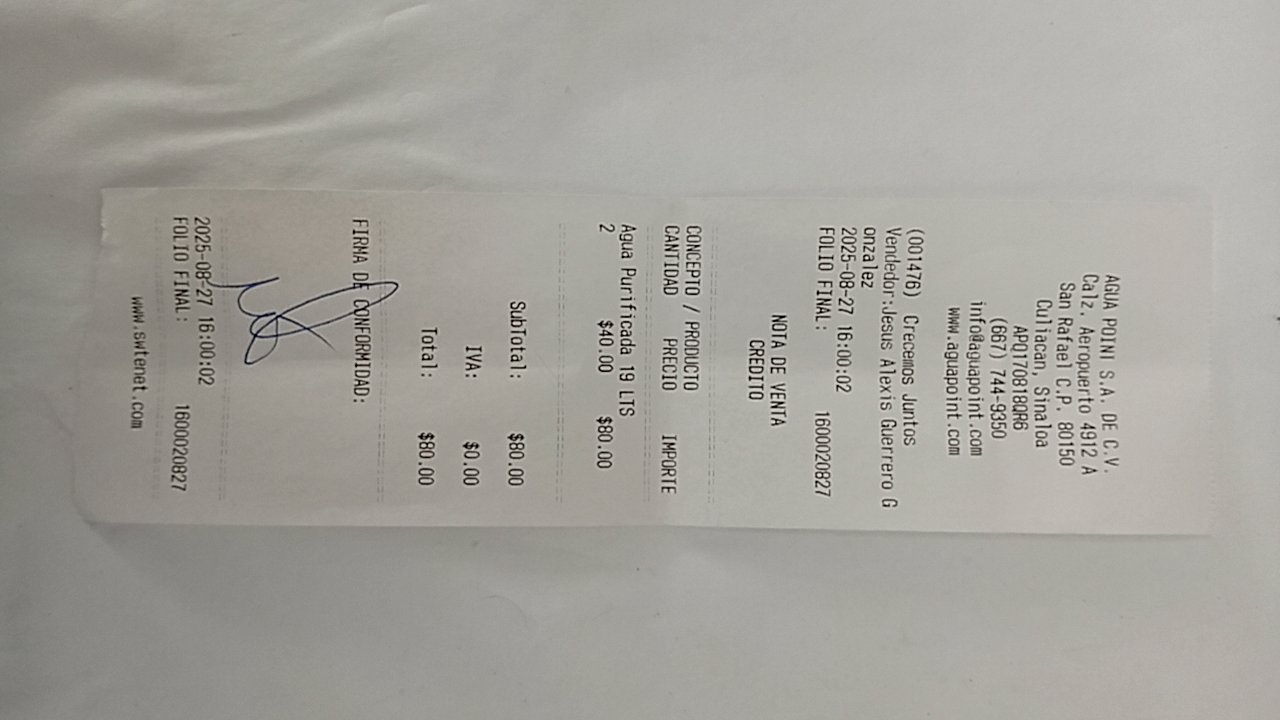 AGUA POINI S.A. DE C.V.
Calz. Aeropuerto 4912 A
San Rafael C.P. 80150
Culiacan, Sinaloa
APO170818QR6
(667) 744-9350
info@aguapoint.com
www.aguapoint.com
(001476) Crecemos Juntos
Vendedor:Jesus Alexis Guerrero G
onzalez
2025-08-27 16:00:02
FOLIO FINAL: 1600020827
NOTA DE VENTA
CREDITO
CONCEPTO / PRODUCTO
CANTIDAD PRECIO IMPORTE
Agua Purificada 19 LTS
2 $40.00 $80.00
SubTotal: $80.00
IVA: $0.00
Total: $80.00
FIRMA DE CONFORMIDAD:
2025-08-27 16:00:02
FOLIO FINAL: 1600020827
www.swtenet.com